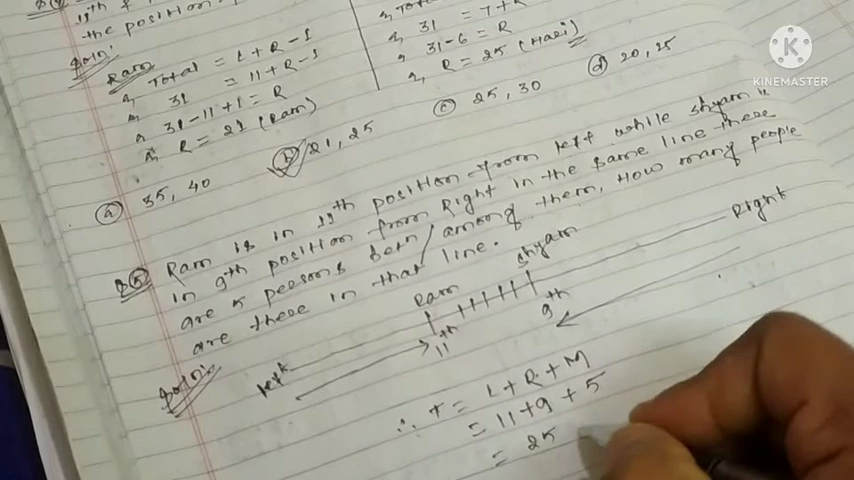 the position.
Soln:
Ram
Total = L + R - 1
31 = 11 + R - 1
31 - 11 + 1 = R
R = 21 (Ram)
31 = 7 + R
31 - 6 = R
R = 25 (Hari)
(a) 35, 40
(b) 21, 25
(c) 25, 30
(d) 20, 25
Q(5) Ram is in 11th position from left while shyam is
in 9th position from Right in the same line there
are 5 persons betn / among them, How many people
are there in that line.
Soln:
Left
Ram
11th
shyam
9th
Right
∴ T = L + R + M
= 11 + 9 + 5
= 25
KINEMASTER